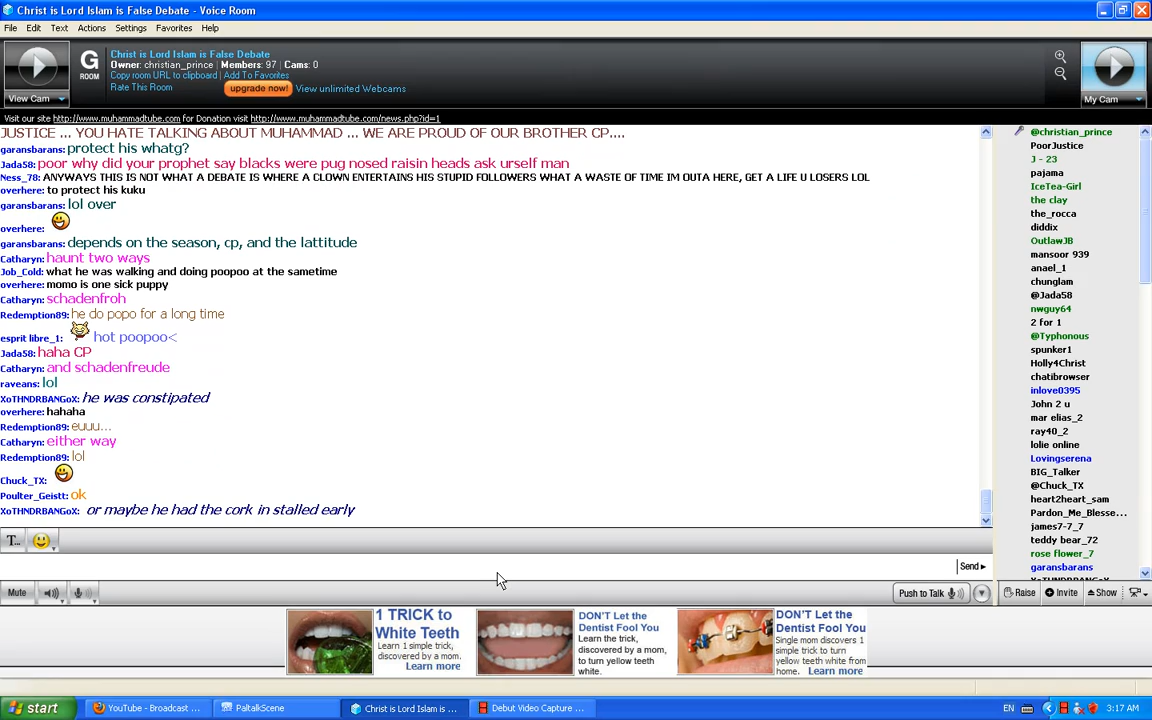 Christ is Lord Islam is False Debate - Voice Room
File Edit Text Actions Settings Favorites Help
G ROOM
Christ is Lord Islam is False Debate
Owner: christian_prince | Members: 97 | Cams: 0
Copy room URL to clipboard | Add To Favorites
Rate This Room upgrade now! View unlimited Webcams
View Cam
My Cam
Visit our site http://www.muhammadtube.com for Donation visit http://www.muhammadtube.com/news.php?id=1
JUSTICE ... YOU HATE TALKING ABOUT MUHAMMAD ... WE ARE PROUD OF OUR BROTHER CP....
garansbarans: protect his whatg?
Jada58: poor why did your prophet say blacks were pug nosed raisin heads ask urself man
Ness_78: ANYWAYS THIS IS NOT WHAT A DEBATE IS WHERE A CLOWN ENTERTAINS HIS STUPID FOLLOWERS WHAT A WASTE OF TIME IM OUTA HERE, GET A LIFE U LOSERS LOL
overhere: to protect his kuku
garansbarans: lol over
overhere:
garansbarans: depends on the season, cp, and the lattitude
Catharyn: haunt two ways
Job_Cold: what he was walking and doing poopoo at the sametime
overhere: momo is one sick puppy
Catharyn: schadenfroh
Redemption89: he do popo for a long time
esprit libre_1: hot poopoo<
Jada58: haha CP
Catharyn: and schadenfreude
raveans: lol
XoTHNDRBANGoX: he was constipated
overhere: hahaha
Redemption89: euuu...
Catharyn: either way
Redemption89: lol
Chuck_TX:
Poulter_Geistt: ok
XoTHNDRBANGoX: or maybe he had the cork in stalled early
@christian_prince
PoorJustice
J - 23
pajama
IceTea-Girl
the clay
the_rocca
diddix
OutlawJB
mansoor 939
anael_1
chunglam
@Jada58
nwguy64
2 for 1
@Typhonous
spunker1
Holly4Christ
chatibrowser
inlove0395
John 2 u
mar elias_2
ray40_2
lolie online
Lovingserena
BIG_Talker
@Chuck_TX
heart2heart_sam
Pardon_Me_Blesse...
james7-7_7
teddy bear_72
rose flower_7
garansbarans
XoTHNDRBANGoX
T...
Send
Mute
Push to Talk
Raise Invite Show
1 TRICK to
White Teeth
Learn 1 simple trick,
discovered by a mom.
Learn more
DON'T Let the
Dentist Fool You
Learn the trick,
discovered by a mom,
to turn yellow teeth
white.
DON'T Let the
Dentist Fool You
Single mom discovers 1
simple trick to turn
yellow teeth white from
home. Learn more
start YouTube - Broadcast ... PaltalkScene Christ is Lord Islam is ... Debut Video Capture ... EN 3:17 AM